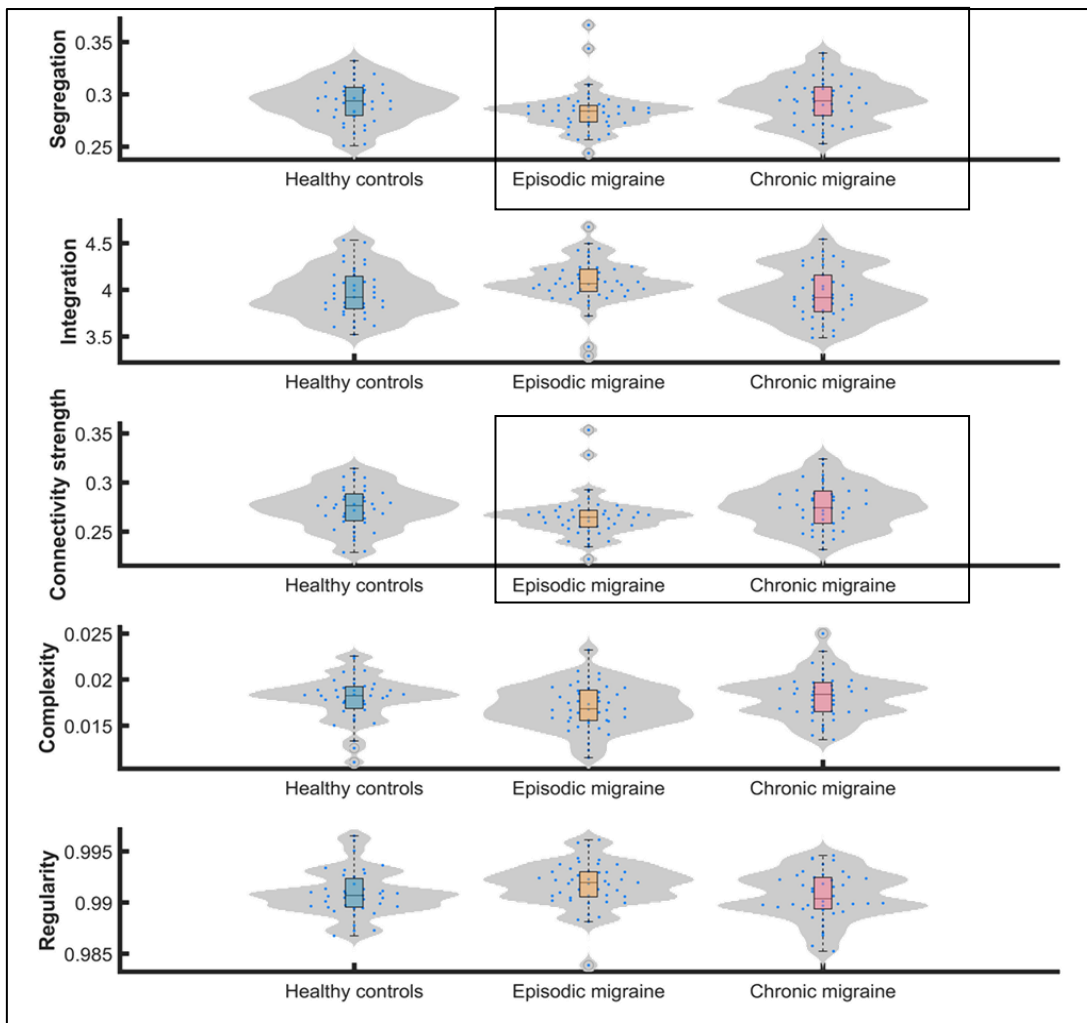 Segregation
0.35
0.3
0.25
Healthy controls Episodic migraine Chronic migraine
Integration
4.5
4
3.5
Healthy controls Episodic migraine Chronic migraine
Connectivity strength
0.35
0.3
0.25
Healthy controls Episodic migraine Chronic migraine
Complexity
0.025
0.02
0.015
Healthy controls Episodic migraine Chronic migraine
Regularity
0.995
0.99
0.985
Healthy controls Episodic migraine Chronic migraine